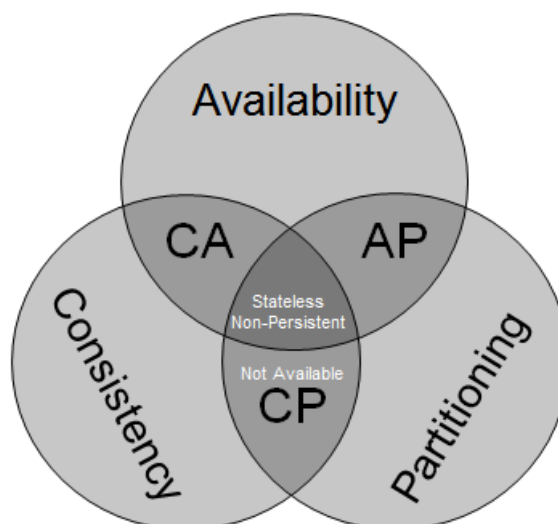 Availability
CA
AP
Stateless
Non-Persistent
Not Available
CP
Consistency
Partitioning